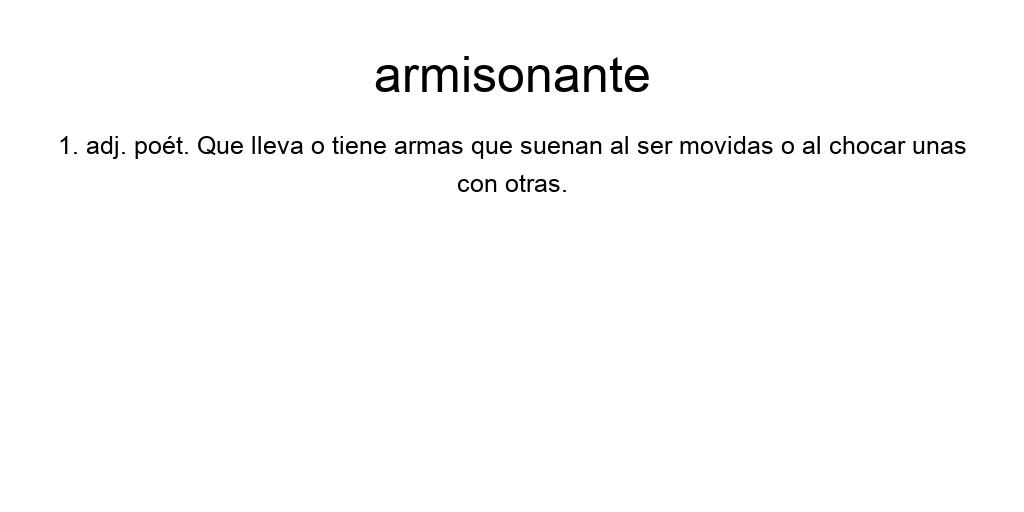 armisonante
1. adj. poét. Que lleva o tiene armas que suenan al ser movidas o al chocar unas
con otras.